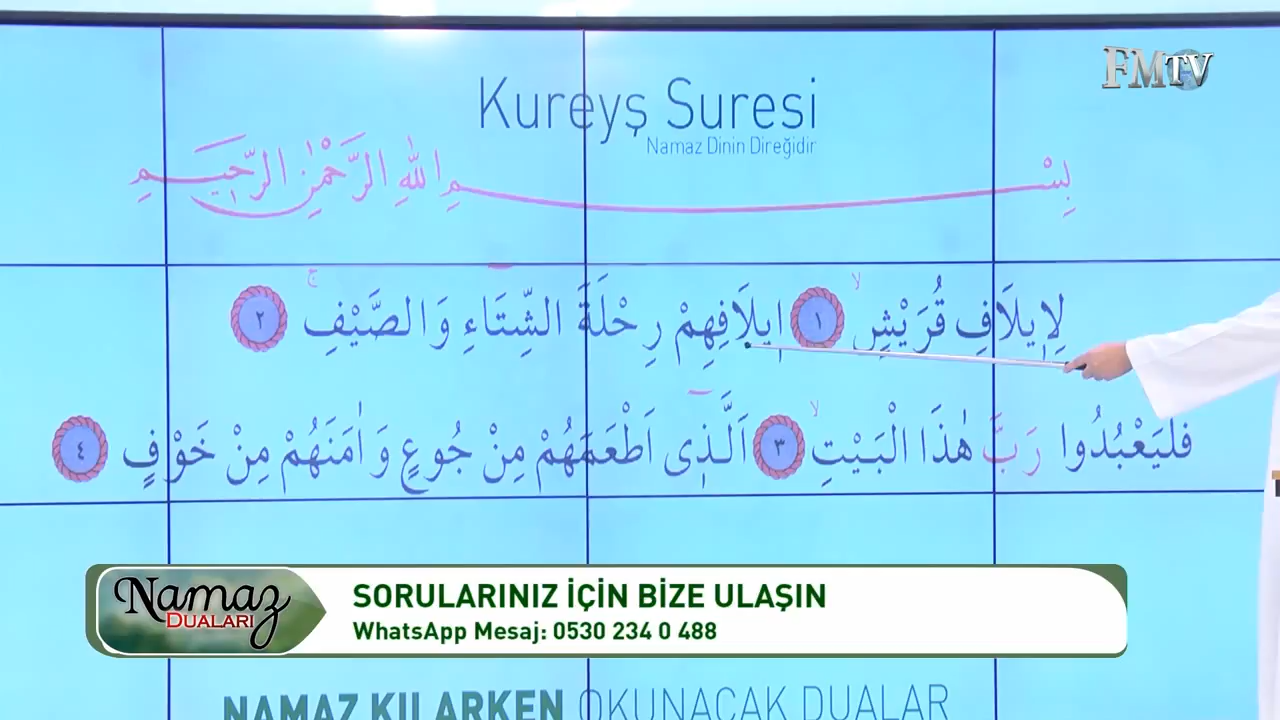 FMTV
Kureyş Suresi
Namaz Dinin Direğidir
بِسْمِ اللهِ الرَّحْمٰنِ الرَّحٖيمِ
لِاٖيلَافِ قُرَيْشٍۙ ﴿١﴾ اٖيلَافِهِمْ رِحْلَةَ الشِّتَٓاءِ وَالصَّيْفِۚ ﴿٢﴾
فَلْيَعْبُدُوا رَبَّ هٰذَا الْبَيْتِۙ ﴿٣﴾ اَلَّذٖٓى اَطْعَمَهُمْ مِنْ جُوعٍ وَاٰمَنَهُمْ مِنْ خَوْفٍ ﴿٤﴾
Namaz
DUALARI
SORULARINIZ İÇİN BİZE ULAŞIN
WhatsApp Mesaj: 0530 234 0 488
NAMAZ KILARKEN OKUNACAK DUALAR